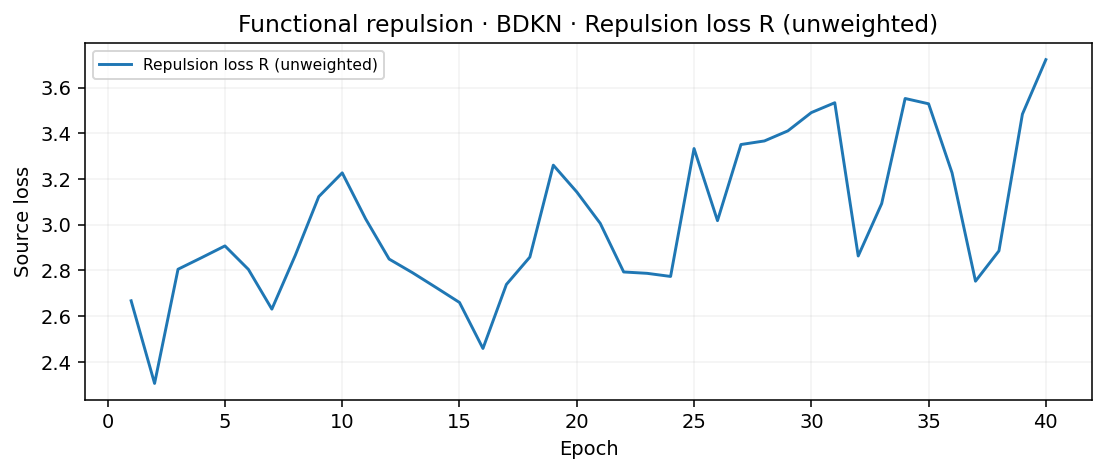 Functional repulsion · BDKN · Repulsion loss R (unweighted)
Repulsion loss R (unweighted)
Source loss
3.6
3.4
3.2
3.0
2.8
2.6
2.4
0 5 10 15 20 25 30 35 40
Epoch